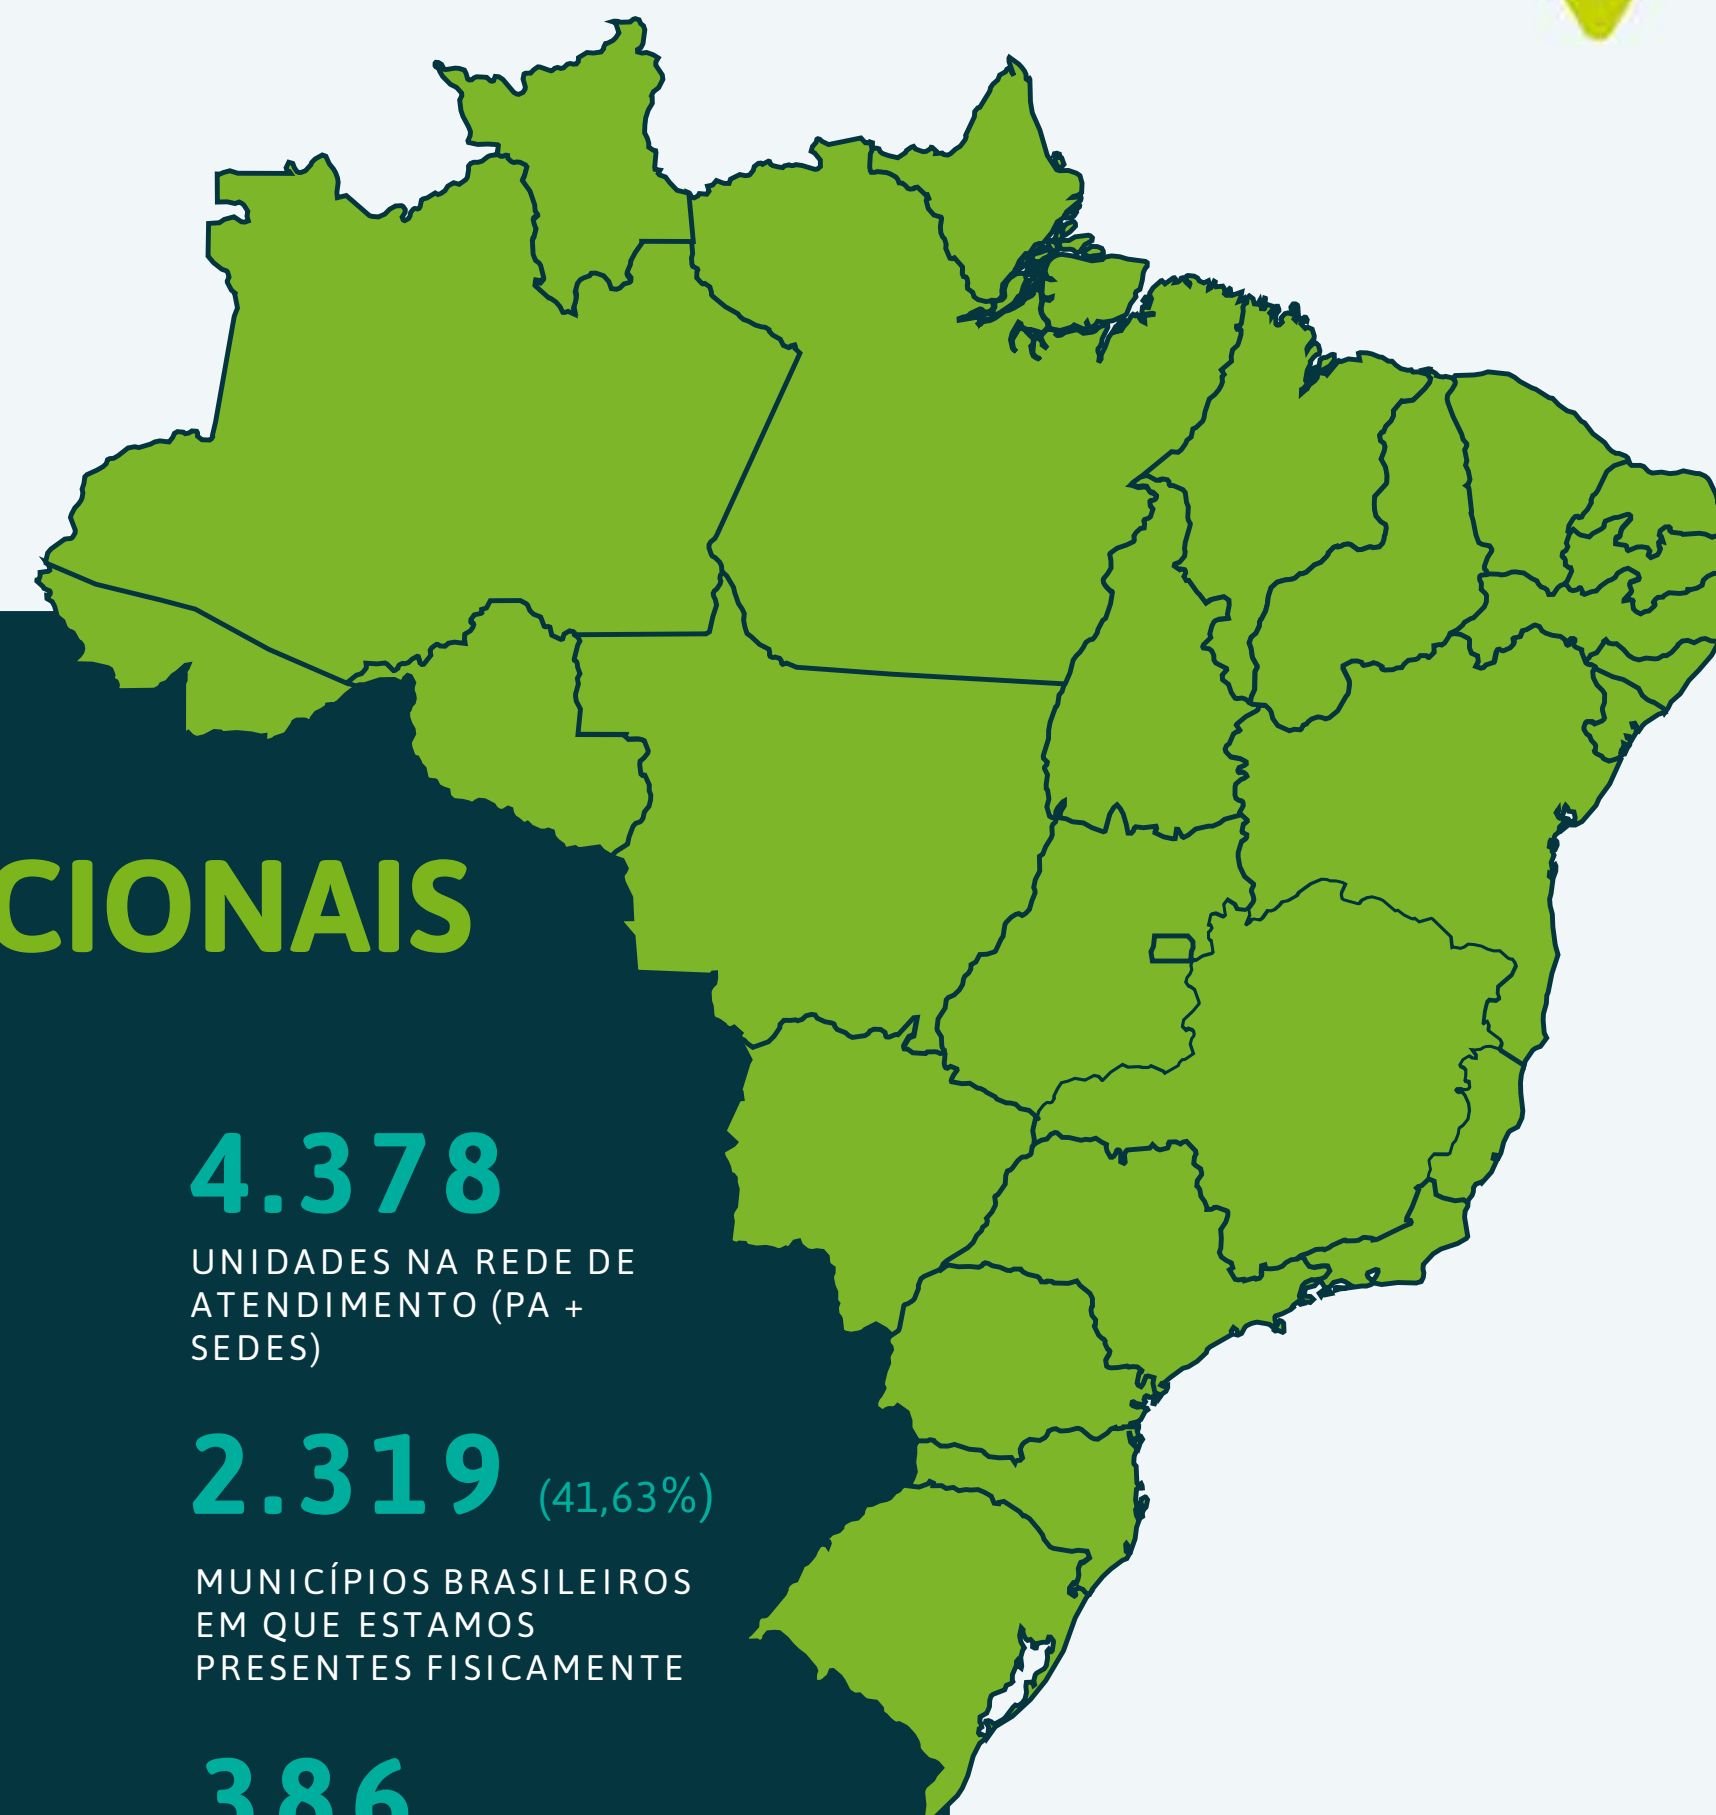 CIONAIS
4.378
UNIDADES NA REDE DE
ATENDIMENTO (PA +
SEDES)
2.319 (41,63%)
MUNICÍPIOS BRASILEIROS
EM QUE ESTAMOS
PRESENTES FISICAMENTE
386